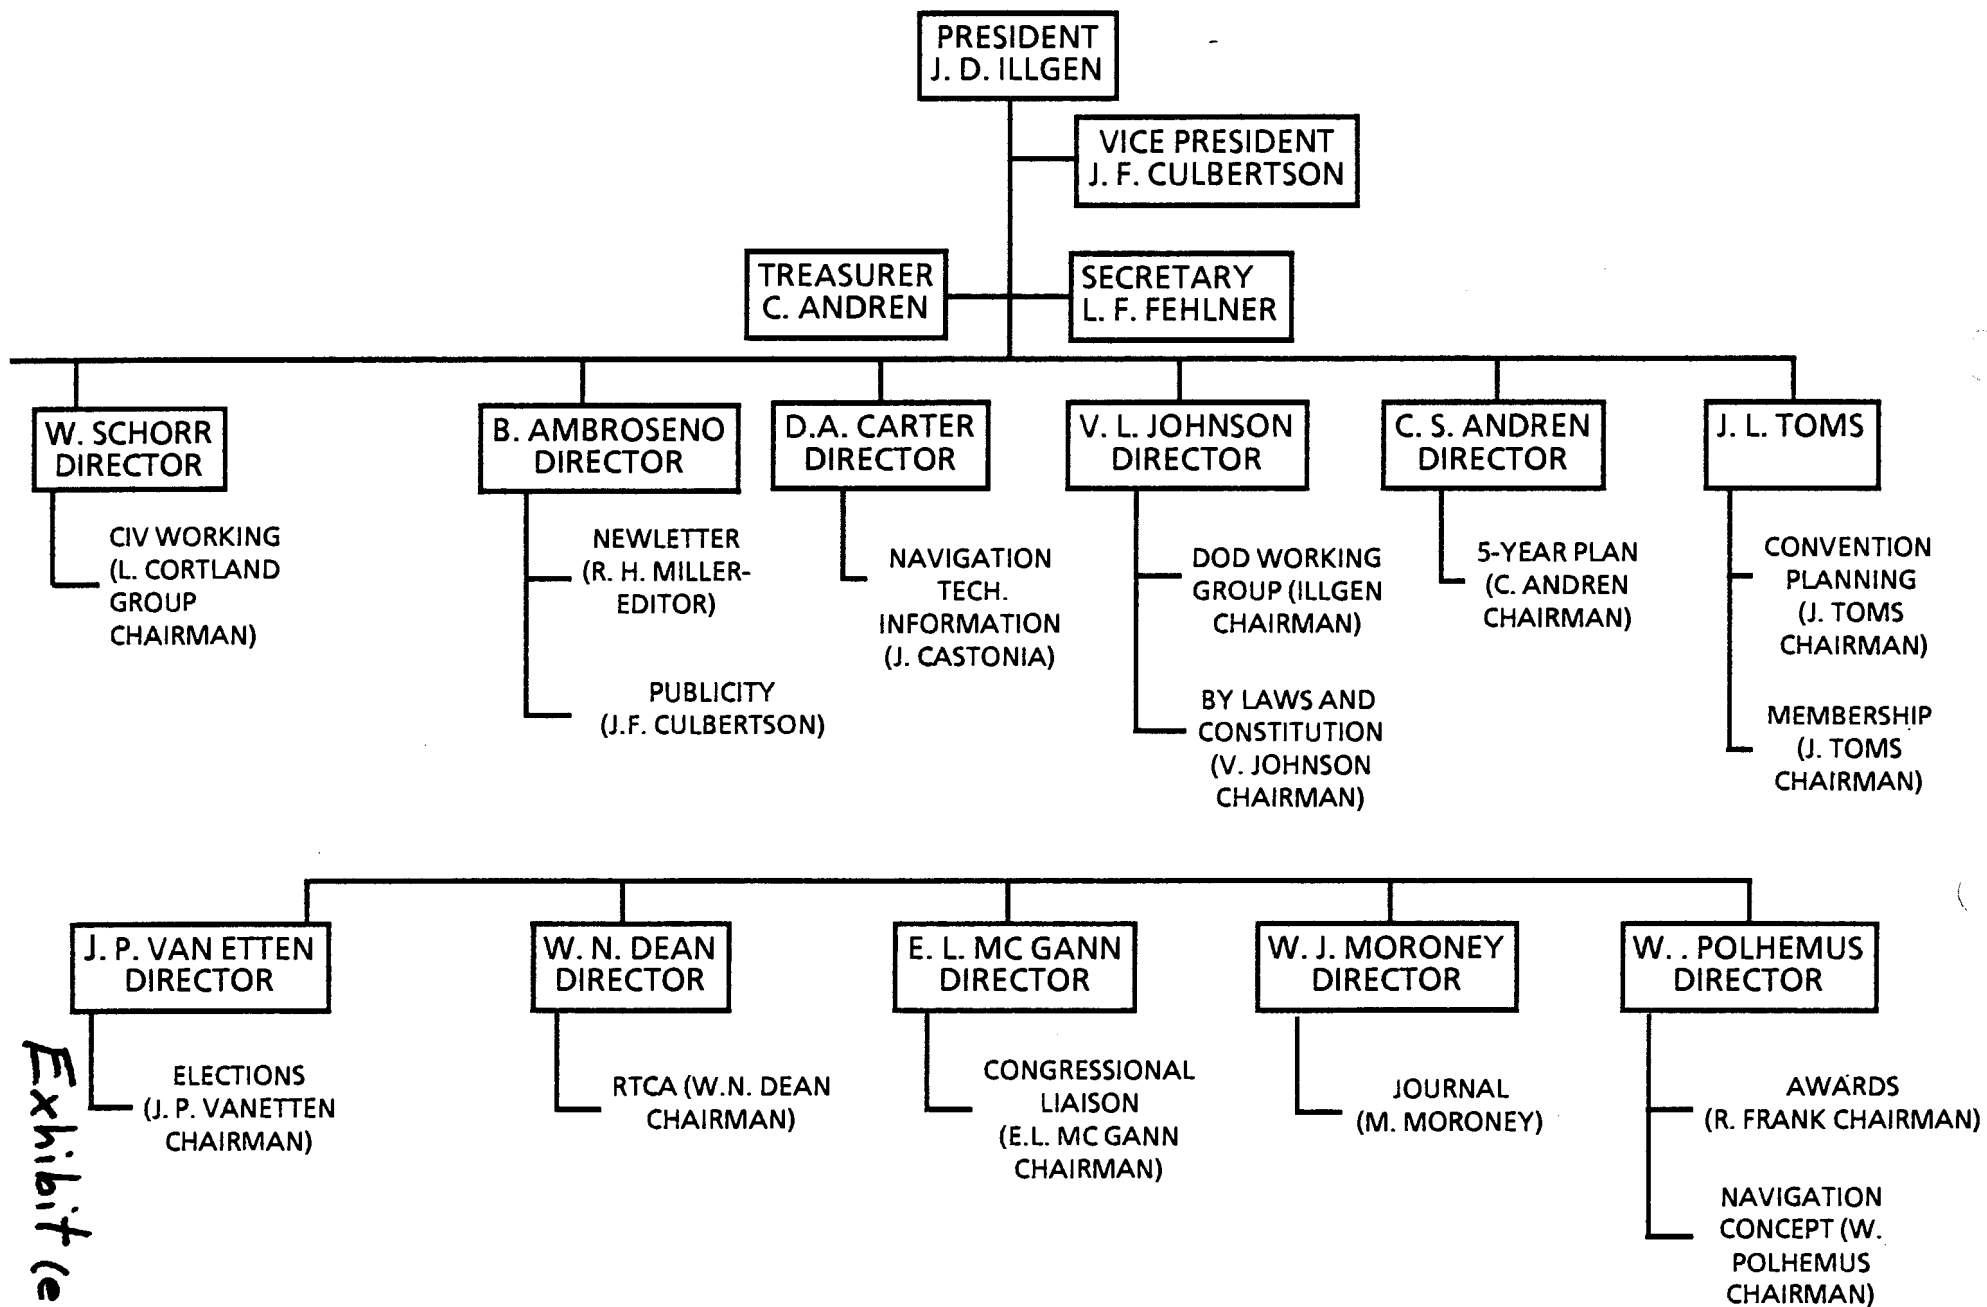 PRESIDENT
J. D. ILLGEN
VICE PRESIDENT
J. F. CULBERTSON
TREASURER
C. ANDREN
SECRETARY
L. F. FEHLNER
W. SCHORR
DIRECTOR
CIV WORKING
(L. CORTLAND
GROUP
CHAIRMAN)
B. AMBROSENO
DIRECTOR
NEWLETTER
(R. H. MILLER-
EDITOR)
PUBLICITY
(J.F. CULBERTSON)
D.A. CARTER
DIRECTOR
NAVIGATION
TECH.
INFORMATION
(J. CASTONIA)
V. L. JOHNSON
DIRECTOR
DOD WORKING
GROUP (ILLGEN
CHAIRMAN)
BY LAWS AND
CONSTITUTION
(V. JOHNSON
CHAIRMAN)
C. S. ANDREN
DIRECTOR
5-YEAR PLAN
(C. ANDREN
CHAIRMAN)
J. L. TOMS
CONVENTION
PLANNING
(J. TOMS
CHAIRMAN)
MEMBERSHIP
(J. TOMS
CHAIRMAN)
J. P. VAN ETTEN
DIRECTOR
ELECTIONS
(J. P. VANETTEN
CHAIRMAN)
W. N. DEAN
DIRECTOR
RTCA (W.N. DEAN
CHAIRMAN)
E. L. MC GANN
DIRECTOR
CONGRESSIONAL
LIAISON
(E.L. MC GANN
CHAIRMAN)
W. J. MORONEY
DIRECTOR
JOURNAL
(M. MORONEY)
W. . POLHEMUS
DIRECTOR
AWARDS
(R. FRANK CHAIRMAN)
NAVIGATION
CONCEPT (W.
POLHEMUS
CHAIRMAN)
Exhibit (e